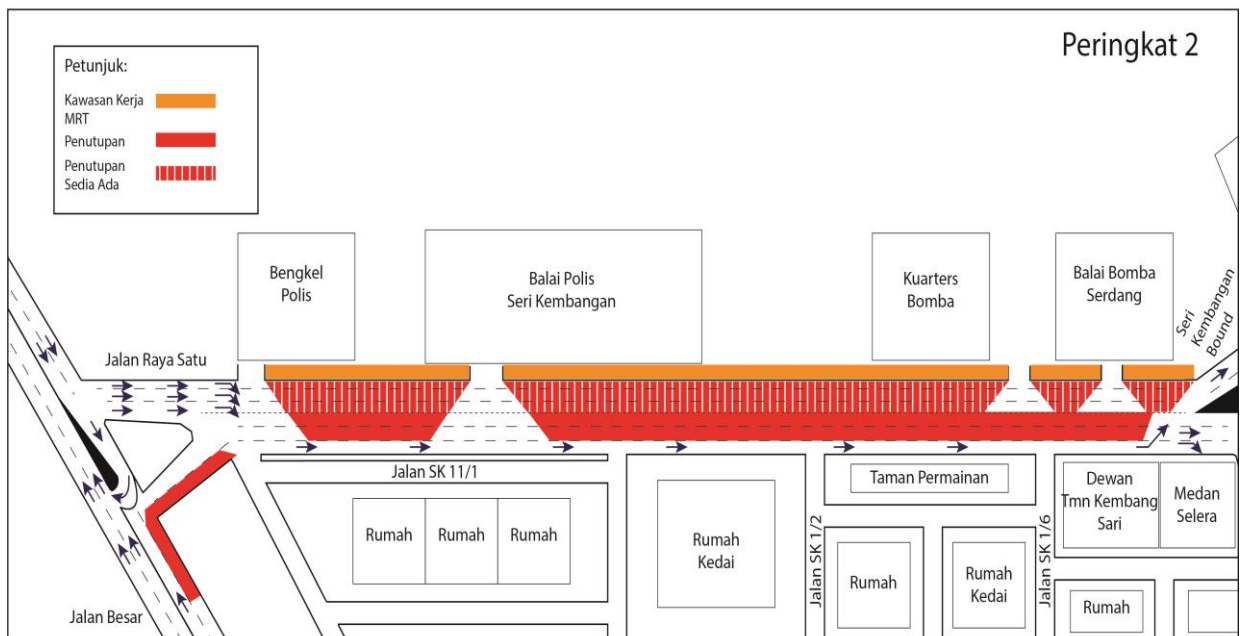 Peringkat 2
Petunjuk:
Kawasan Kerja
MRT
Penutupan
Penutupan
Sedia Ada
Bengkel
Polis
Balai Polis
Seri Kembangan
Kuarters
Bomba
Balai Bomba
Serdang
Seri
Kembangan
Bound
Jalan Raya Satu
Jalan SK 11/1
Taman Permainan
Dewan
Tmn Kembang
Sari
Medan
Selera
Rumah
Rumah
Rumah
Rumah
Kedai
Jalan SK 1/2
Rumah
Rumah
Kedai
Jalan SK 1/6
Rumah
Jalan Besar